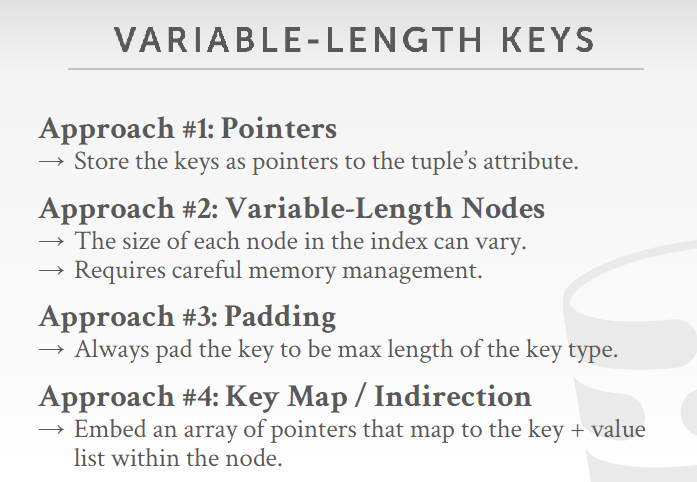 VARIABLE-LENGTH KEYS
Approach #1: Pointers
→ Store the keys as pointers to the tuple's attribute.
Approach #2: Variable-Length Nodes
→ The size of each node in the index can vary.
→ Requires careful memory management.
Approach #3: Padding
→ Always pad the key to be max length of the key type.
Approach #4: Key Map / Indirection
→ Embed an array of pointers that map to the key + value
list within the node.